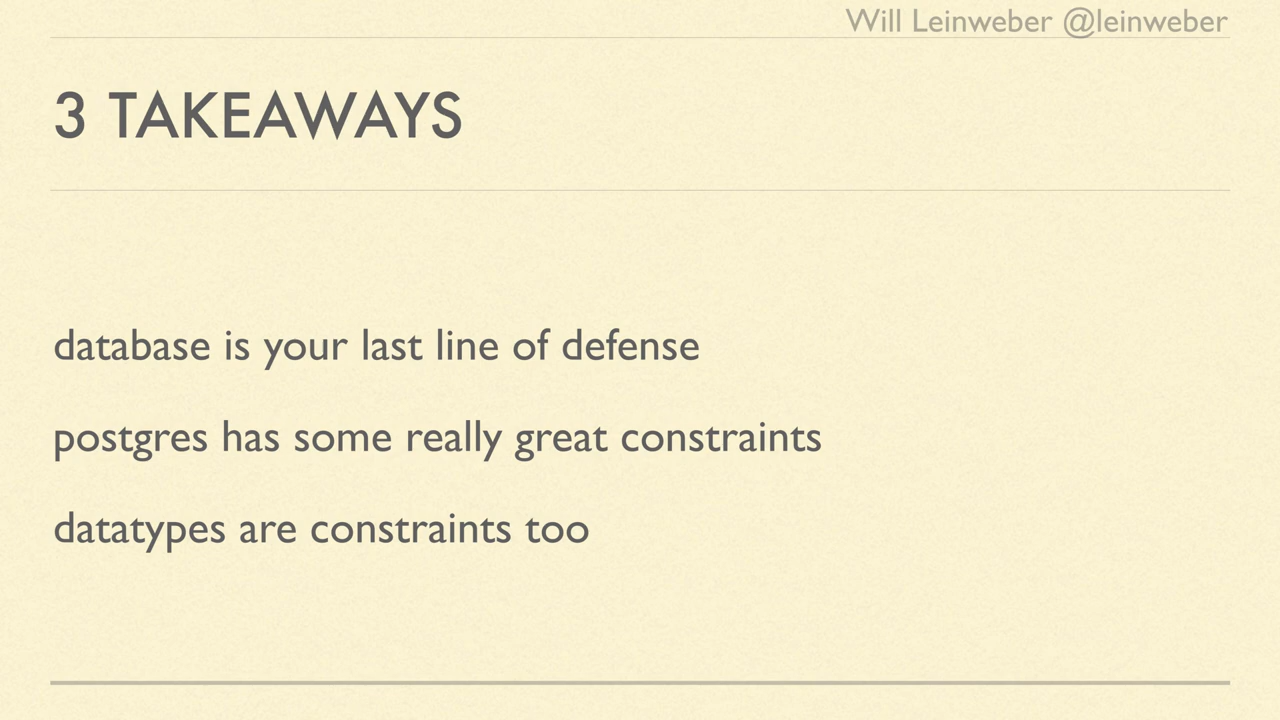 Will Leinweber @leinweber
3 TAKEAWAYS
database is your last line of defense
postgres has some really great constraints
datatypes are constraints too